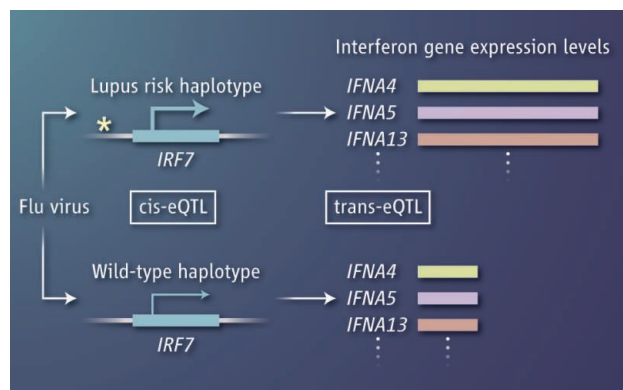 Interferon gene expression levels
Lupus risk haplotype
IFNA4
IFNA5
*
IFNA13
IRF7
Flu virus
cis-eQTL
trans-eQTL
Wild-type haplotype
IFNA4
IFNA5
IFNA13
IRF7